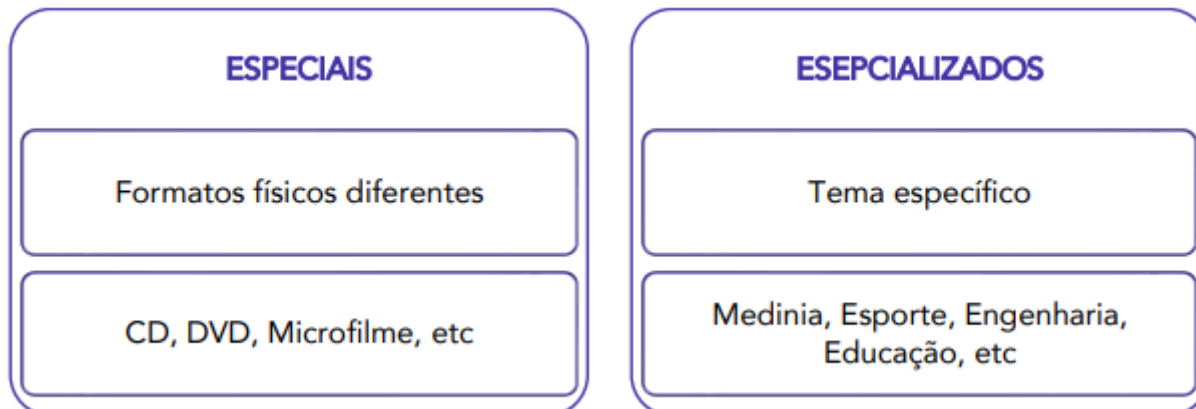 ESPECIAIS
Formatos físicos diferentes
CD, DVD, Microfilme, etc
ESEPCIALIZADOS
Tema específico
Medinia, Esporte, Engenharia,
Educação, etc